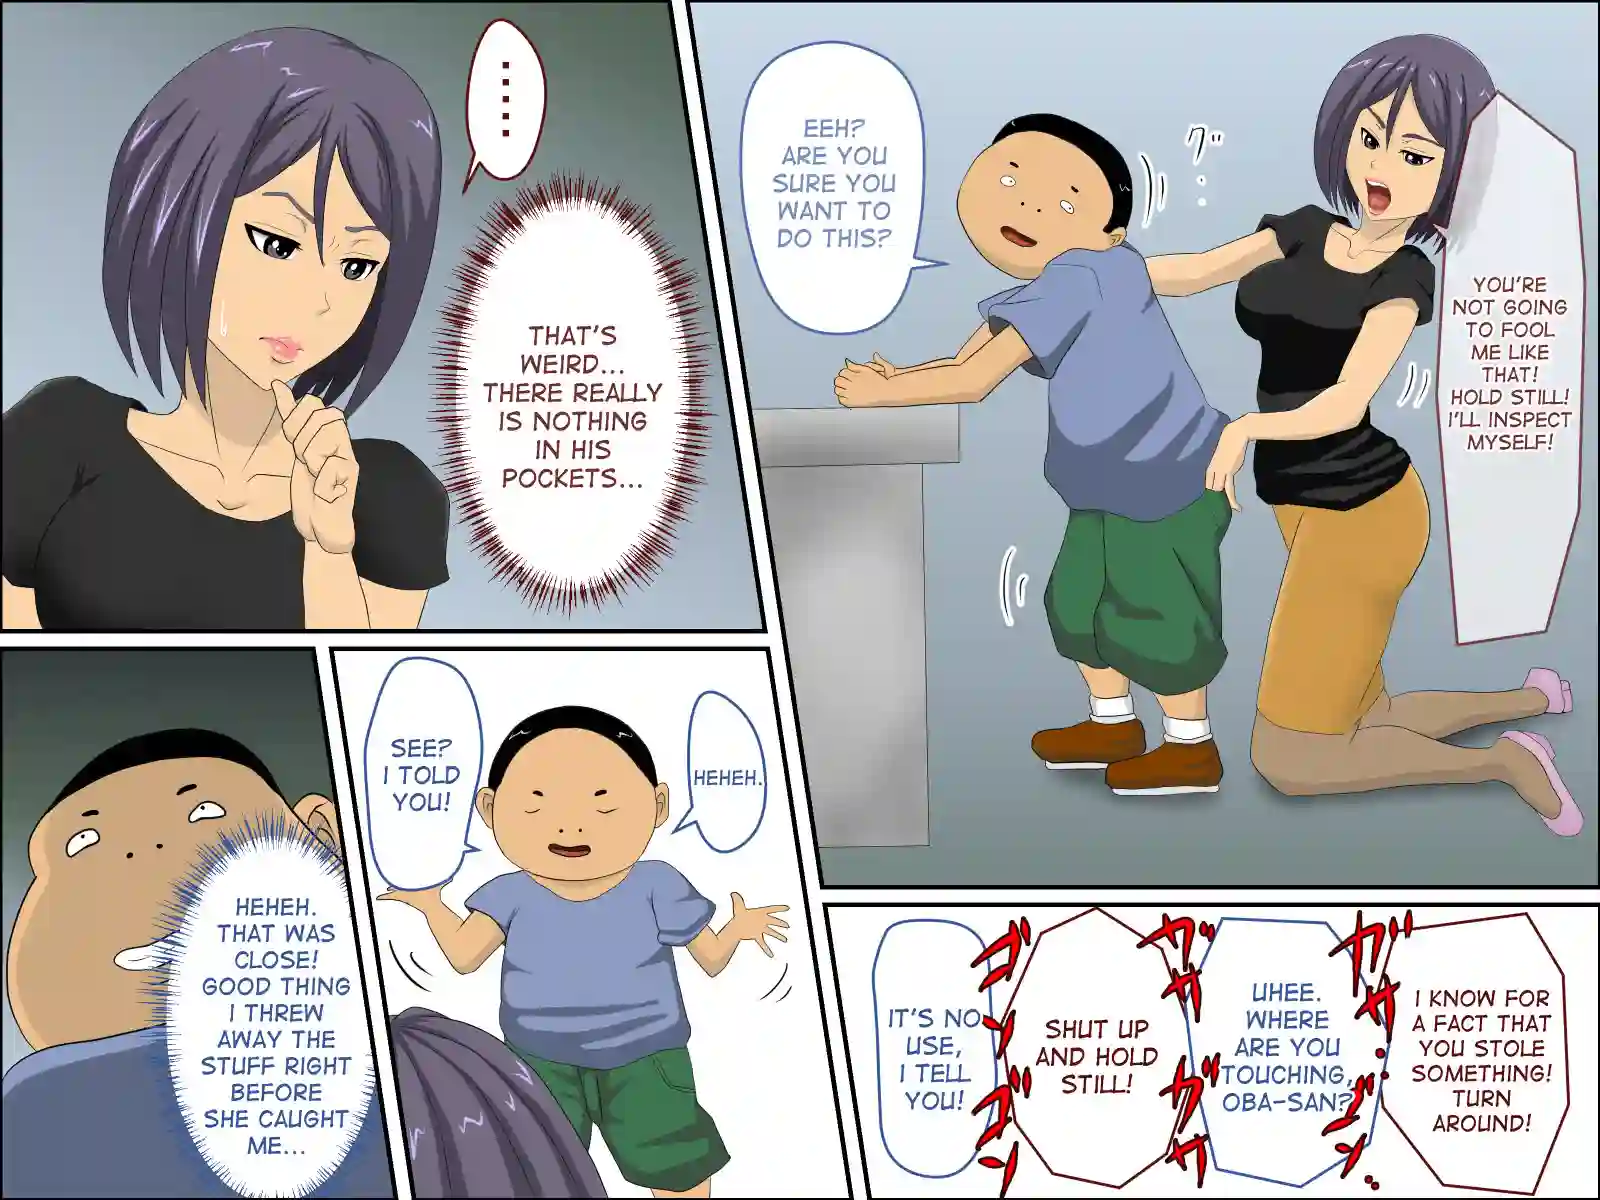 EEH?
ARE YOU
SURE YOU
WANT TO
DO THIS?
グッ
YOU'RE
NOT GOING
TO FOOL
ME LIKE
THAT!
HOLD STILL!
I'LL INSPECT
MYSELF!
I KNOW FOR
A FACT THAT
YOU STOLE
SOMETHING!
TURN
AROUND!
UHEE.
WHERE
ARE YOU
TOUCHING,
OBA-SAN?
SHUT UP
AND HOLD
STILL!
IT'S NO
USE,
I TELL
YOU!
.....
THAT'S
WEIRD...
THERE REALLY
IS NOTHING
IN HIS
POCKETS...
HEHEH.
SEE?
I TOLD
YOU!
HEHEH.
THAT WAS
CLOSE!
GOOD THING
I THREW
AWAY THE
STUFF RIGHT
BEFORE
SHE CAUGHT
ME...